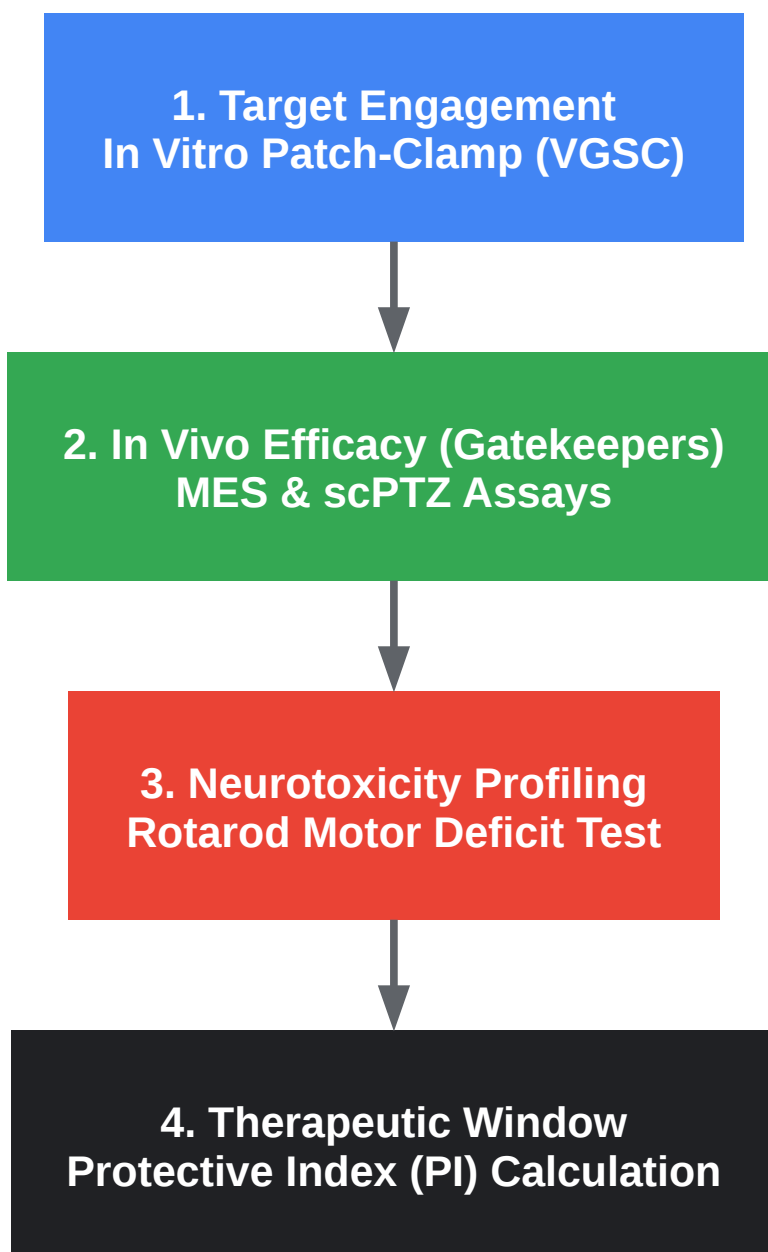 1. Target Engagement
In Vitro Patch-Clamp (VGSC)
2. In Vivo Efficacy (Gatekeepers)
MES & scPTZ Assays
3. Neurotoxicity Profiling
Rotarod Motor Deficit Test
4. Therapeutic Window
Protective Index (PI) Calculation